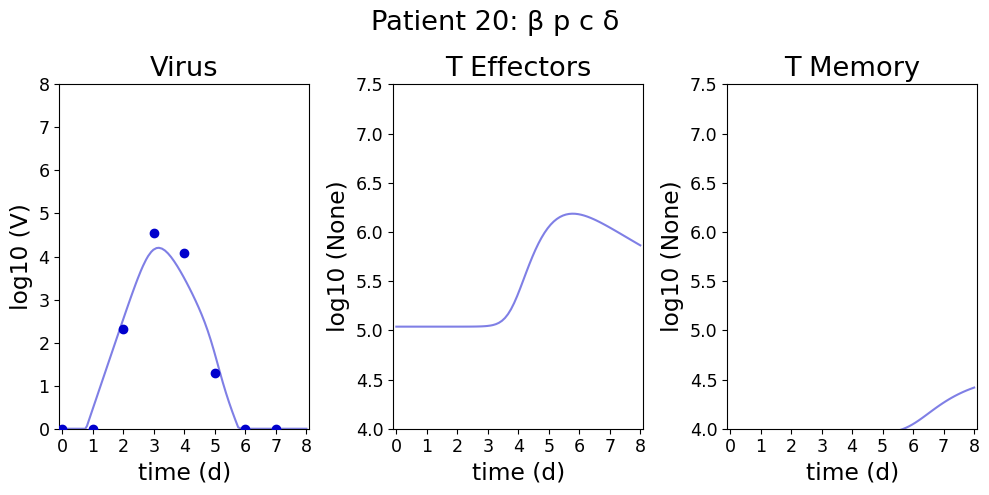 Patient 20: β p c δ
Virus
T Effectors
T Memory
log10 (V)
8
7
6
5
4
3
2
1
0
0 1 2 3 4 5 6 7 8
time (d)
log10 (None)
7.5
7.0
6.5
6.0
5.5
5.0
4.5
4.0
0 1 2 3 4 5 6 7 8
time (d)
log10 (None)
7.5
7.0
6.5
6.0
5.5
5.0
4.5
4.0
0 1 2 3 4 5 6 7 8
time (d)